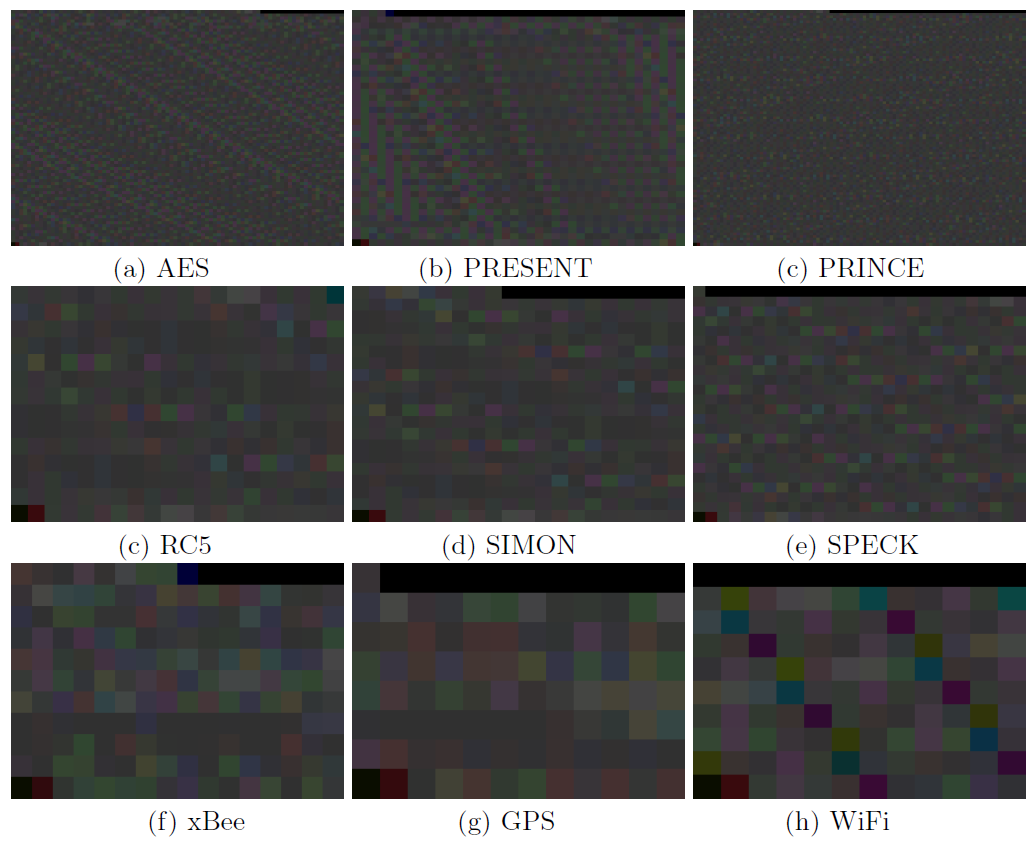 (a) AES
(b) PRESENT
(c) PRINCE
(c) RC5
(d) SIMON
(e) SPECK
(f) xBee
(g) GPS
(h) WiFi